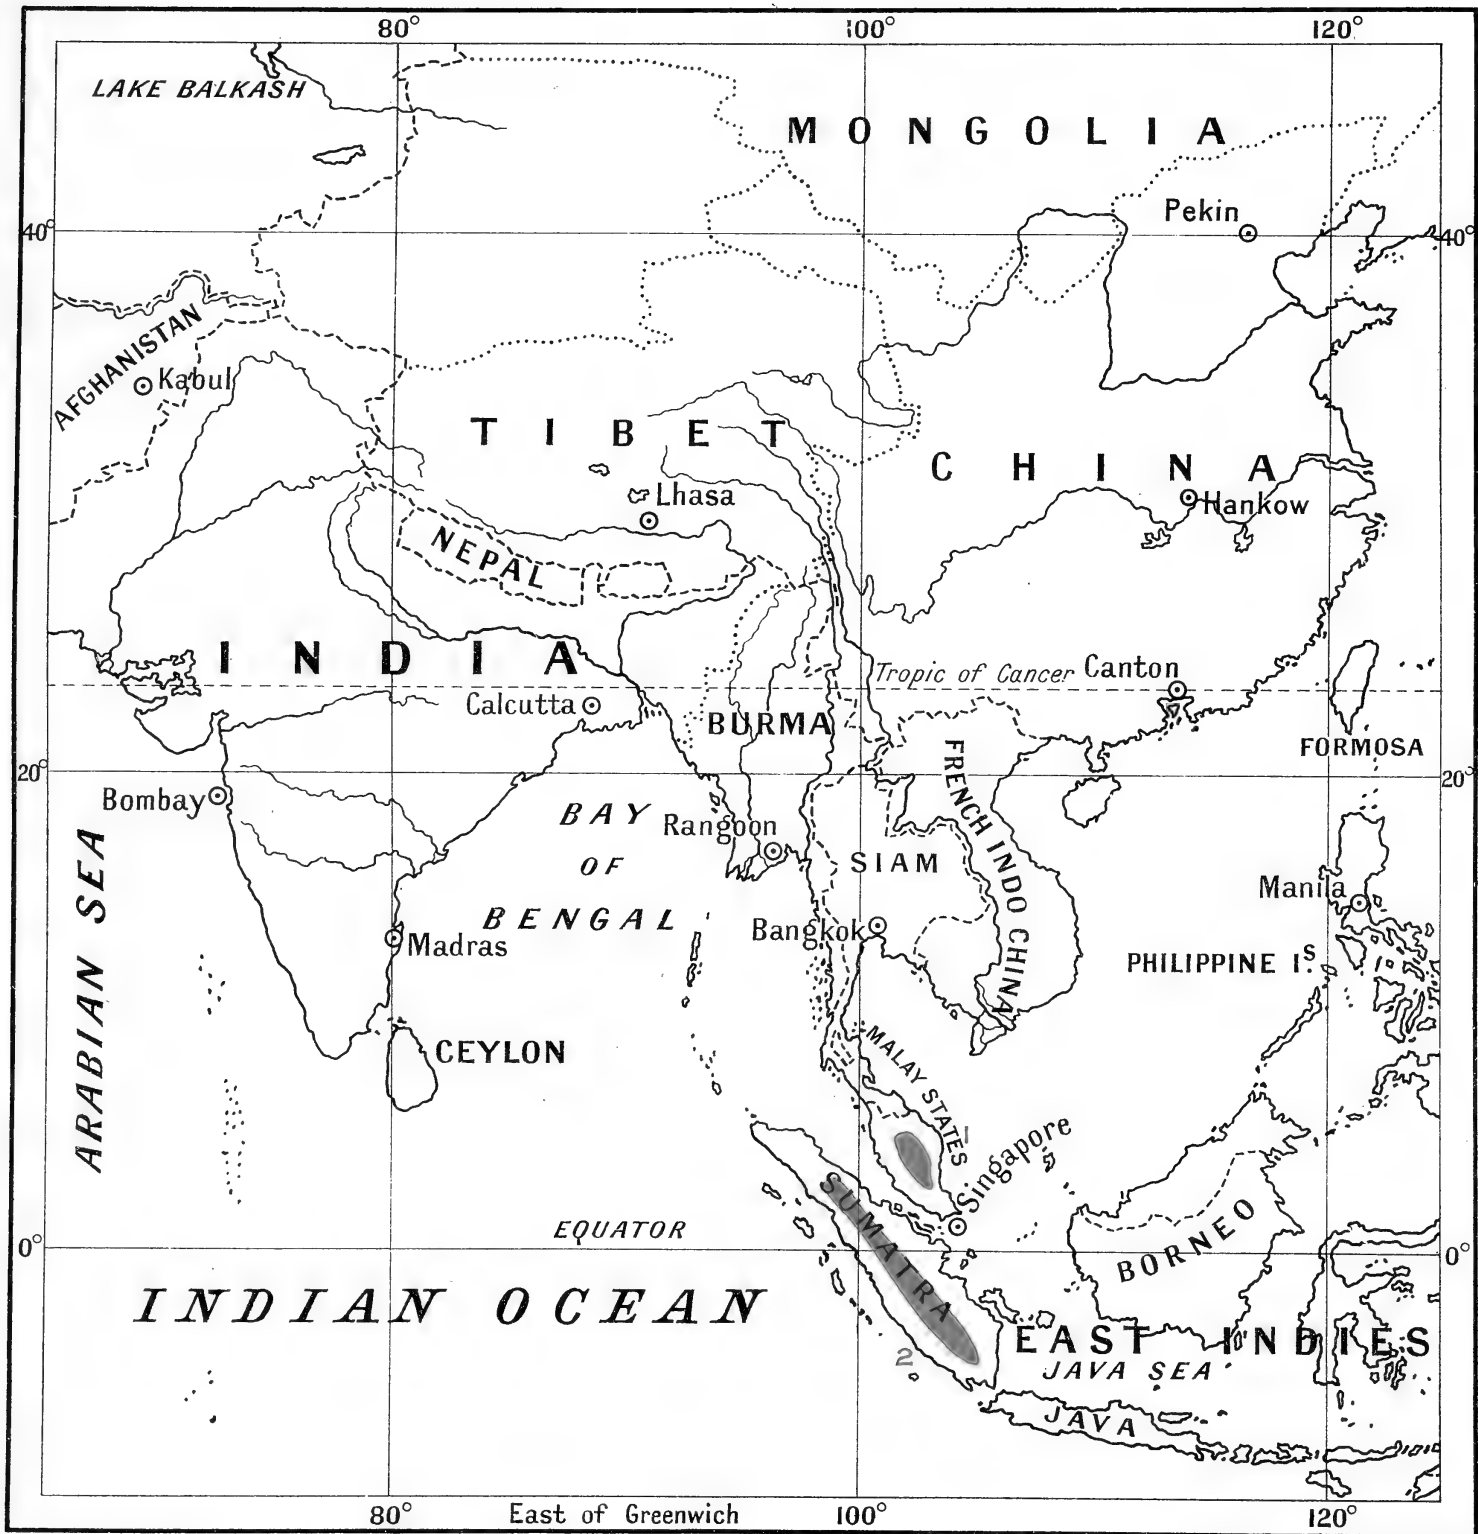 80°
100°
120°
LAKE BALKASH
MONGOLIA
Pekin
40°
40°
AFGHANISTAN
Kabul
TIBET
CHINA
Lhasa
Hankow
NEPAL
INDIA
Tropic of Cancer
Canton
Calcutta
BURMA
FORMOSA
FRENCH INDO CHINA
20°
20°
Bombay
BAY
OF
BENGAL
Rangoon
SIAM
Manila
ARABIAN SEA
Madras
Bangkok
PHILIPPINE Iˢ.
CEYLON
MALAY STATES
1
Singapore
SUMATRA
EQUATOR
0°
0°
BORNEO
INDIAN OCEAN
EAST INDIES
2
JAVA SEA
JAVA
80°
East of Greenwich
100°
120°